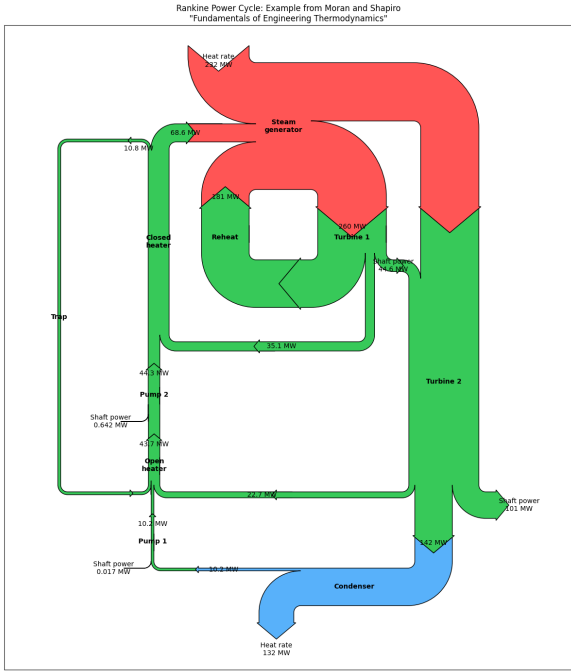 Rankine Power Cycle: Example from Moran and Shapiro
"Fundamentals of Engineering Thermodynamics"
Heat rate
232 MW
Steam
generator
68.6 MW
10.8 MW
181 MW
260 MW
Closed
heater
Reheat
Turbine 1
Shaft power
44.6 MW
Trap
35.1 MW
44.3 MW
Turbine 2
Pump 2
Shaft power
0.642 MW
43.7 MW
Open
heater
22.7 MW
Shaft power
101 MW
10.2 MW
Pump 1
142 MW
Shaft power
0.017 MW
10.2 MW
Condenser
Heat rate
132 MW